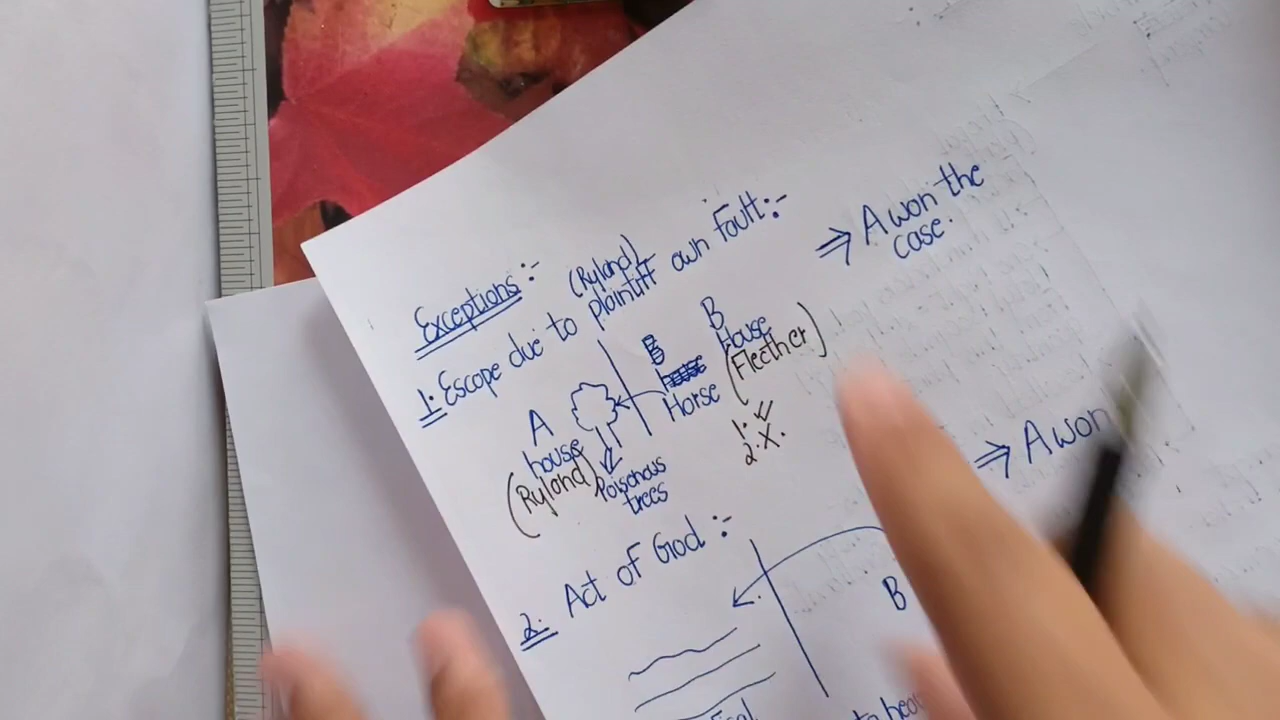 Exceptions:-
(Ryland)
1. Escape due to plaintiff own Fault:-
⇒ A won the
case.
B
House
(Flecther)
Horse
A
house
(Ryland)
Poisenous
trees
1. ✓
2. X.
⇒ A won
2. Act of God :-
B